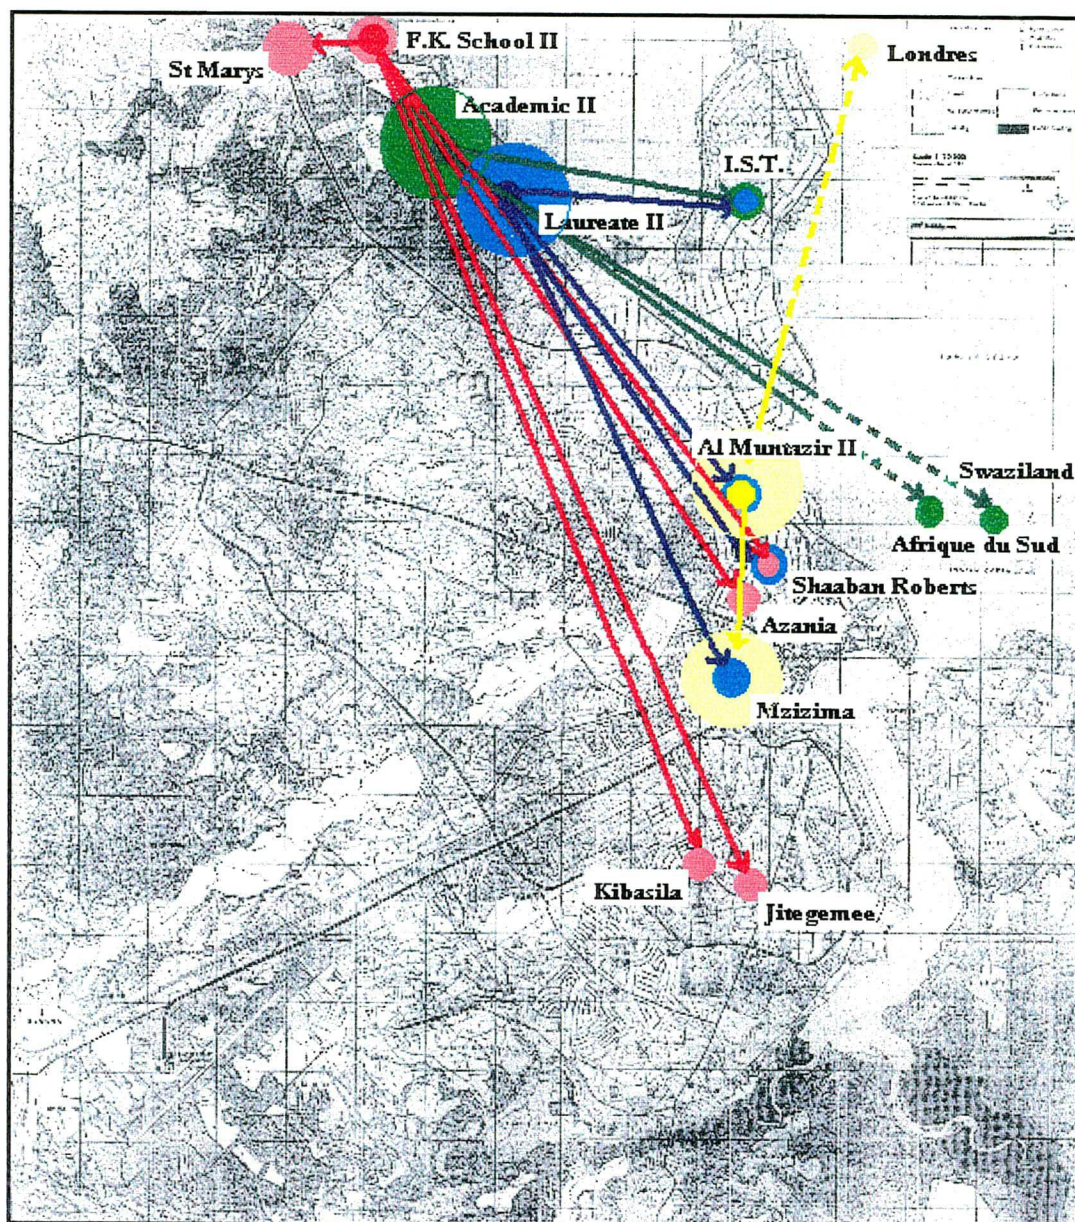 F.K. School II
St Marys
Londres
Academic II
I.S.T.
Laureate II
Al Muntazir II
Swaziland
Afrique du Sud
Shaaban Roberts
Azania
Mzizima
Kibasila
Jitegemee